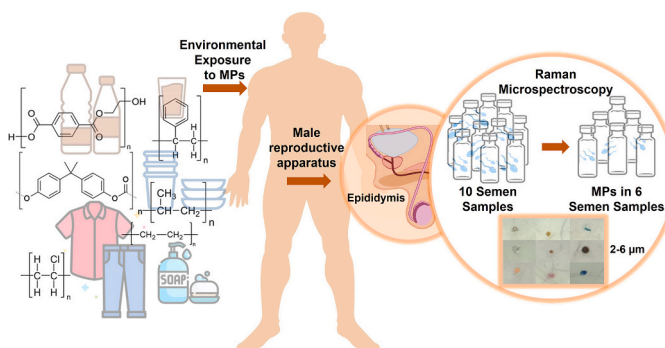 Environmental
Exposure
to MPs
Male
reproductive
apparatus
Epididymis
Raman
Microspectroscopy
10 Semen
Samples
MPs in 6
Semen Samples
2-6 μm
SOAP
O
O
O
O
OH
H
O
n
H
H
H
H
n
O
O
O
n
CH₃
CH
CH₂
n
CH₂
CH₂
n
H
Cl
C
C
H
H
n